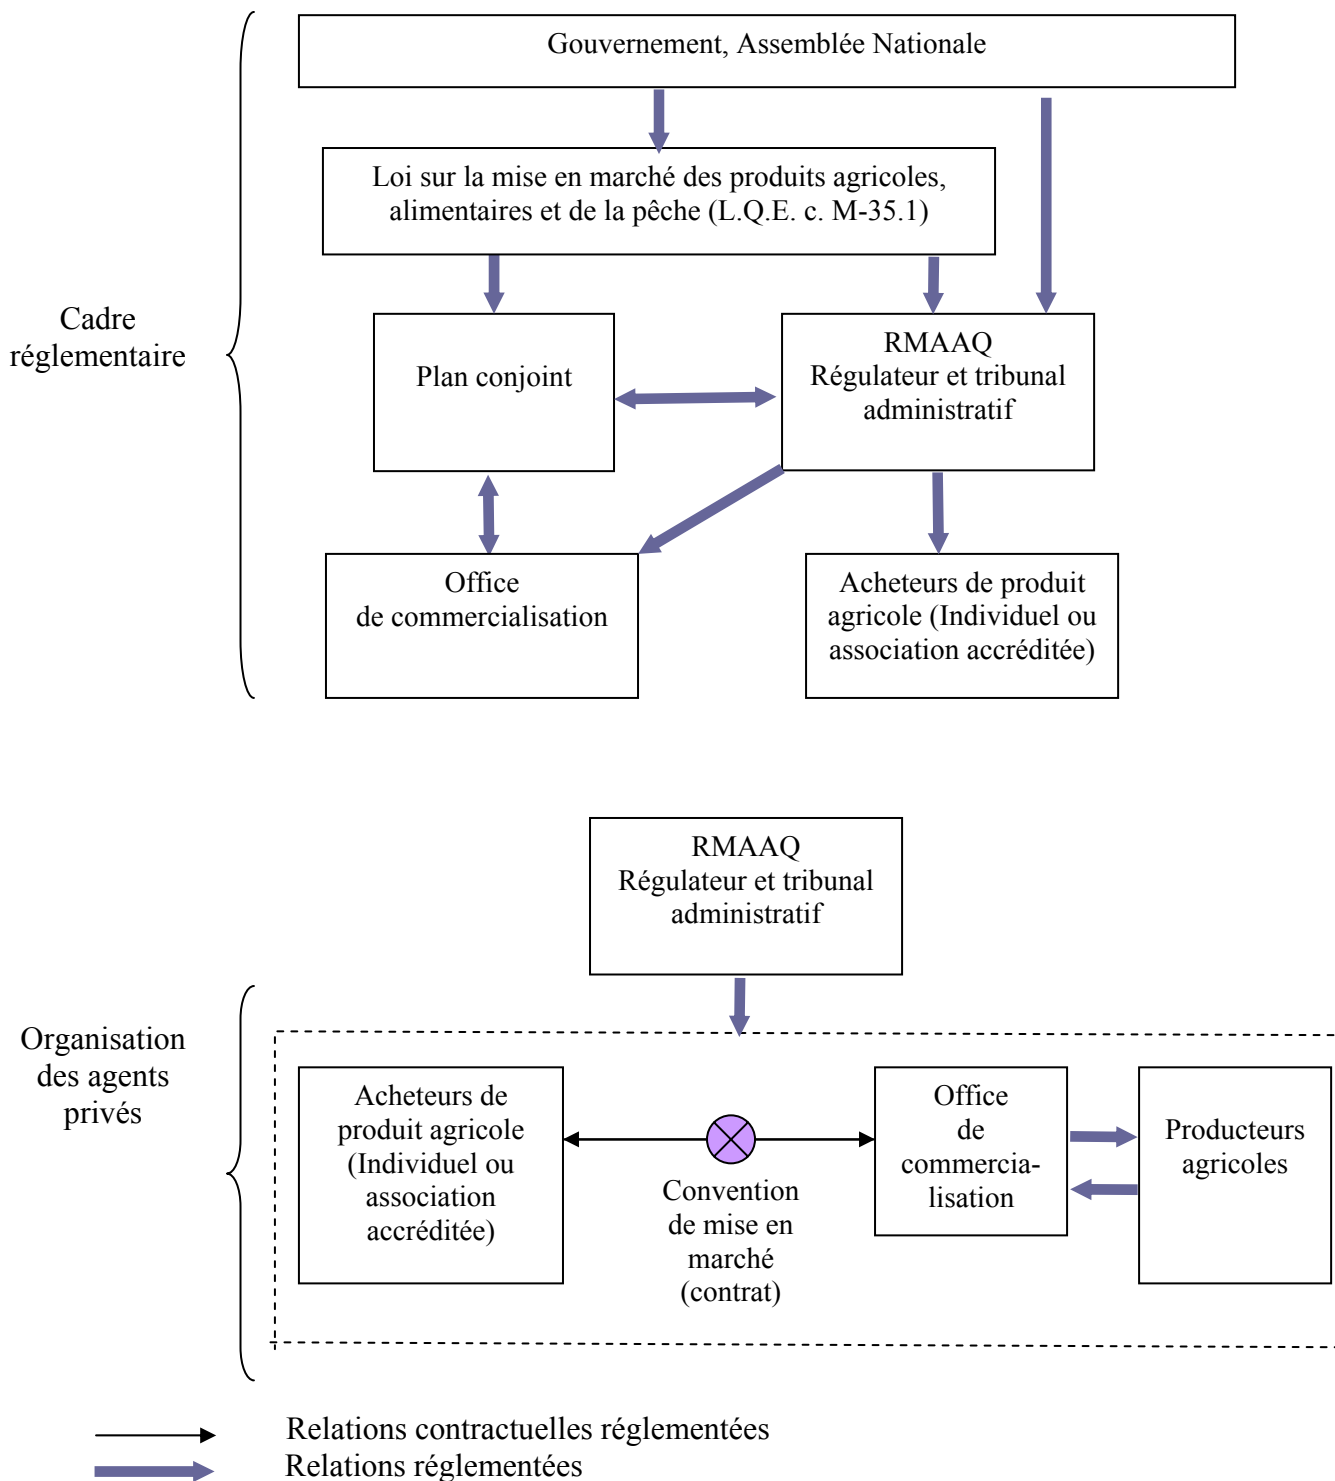 Gouvernement, Assemblée Nationale
Loi sur la mise en marché des produits agricoles,
alimentaires et de la pêche (L.Q.E. c. M-35.1)
Cadre
réglementaire
Plan conjoint
RMAAQ
Régulateur et tribunal
administratif
Office
de commercialisation
Acheteurs de produit
agricole (Individuel ou
association accréditée)
RMAAQ
Régulateur et tribunal
administratif
Organisation
des agents
privés
Acheteurs de
produit agricole
(Individuel ou
association
accréditée)
Convention
de mise en
marché
(contrat)
Office
de
commercia-
lisation
Producteurs
agricoles
Relations contractuelles réglementées
Relations réglementées